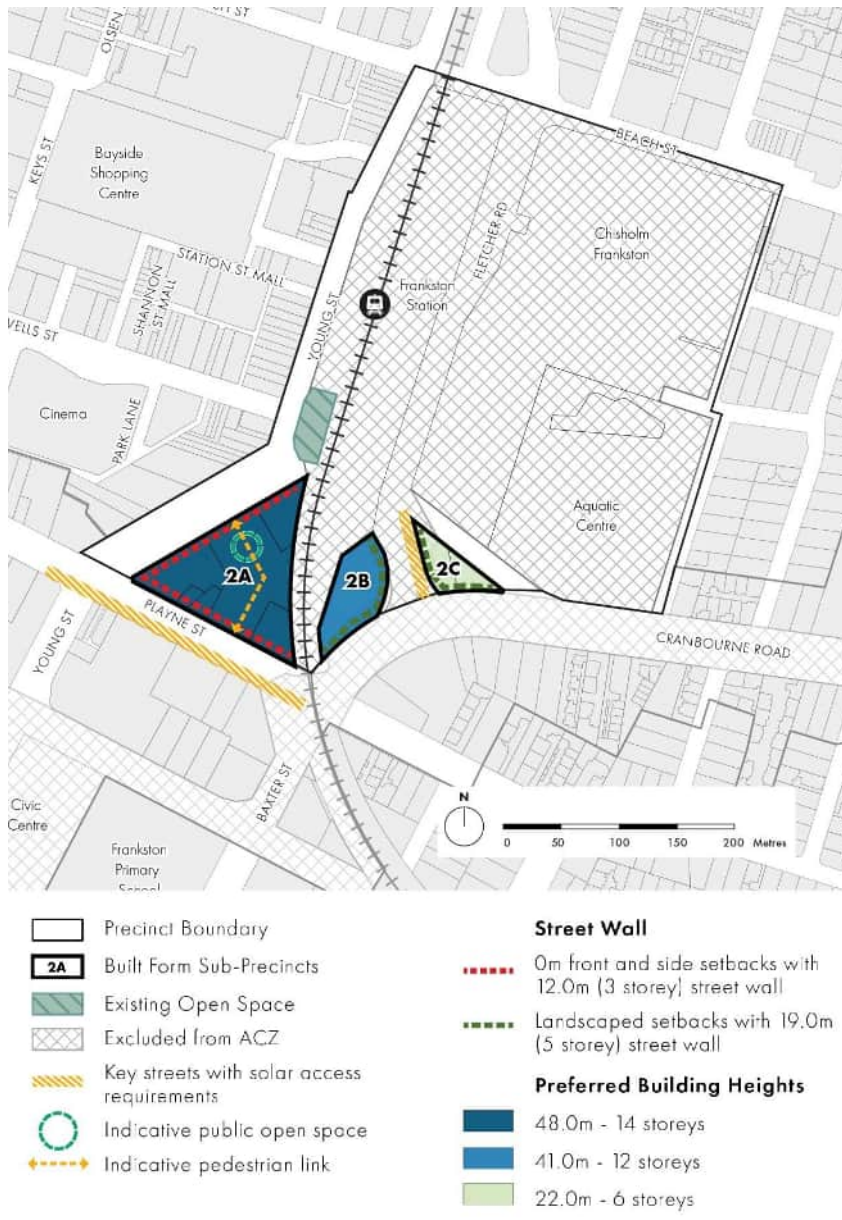 OLSEN
KEYS ST
Bayside
Shopping
Centre
BEACH ST
FLETCHER RD
Chisholm
Frankston
STATION ST MALL
SHANNON
ST MALL
Frankston
Station
YOUNG ST
Cinema
PARK LANE
Aquatic
Centre
2A
2B
2C
PLAYNE ST
YOUNG ST
CRANBOURNE ROAD
BAXTER ST
Civic
Centre
Frankston
Primary
School
N
0 50 100 150 200 Metres
Precinct Boundary
2A Built Form Sub-Precincts
Existing Open Space
Excluded from ACZ
Key streets with solar access
requirements
Indicative public open space
Indicative pedestrian link
Street Wall
0m front and side setbacks with
12.0m (3 storey) street wall
Landscaped setbacks with 19.0m
(5 storey) street wall
Preferred Building Heights
48.0m - 14 storeys
41.0m - 12 storeys
22.0m - 6 storeys